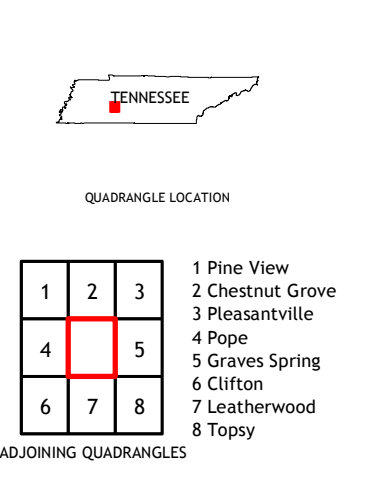 TENNESSEE
QUADRANGLE LOCATION
1 2 3
4 5
6 7 8
1 Pine View
2 Chestnut Grove
3 Pleasantville
4 Pope
5 Graves Spring
6 Clifton
7 Leatherwood
8 Topsy
ADJOINING QUADRANGLES